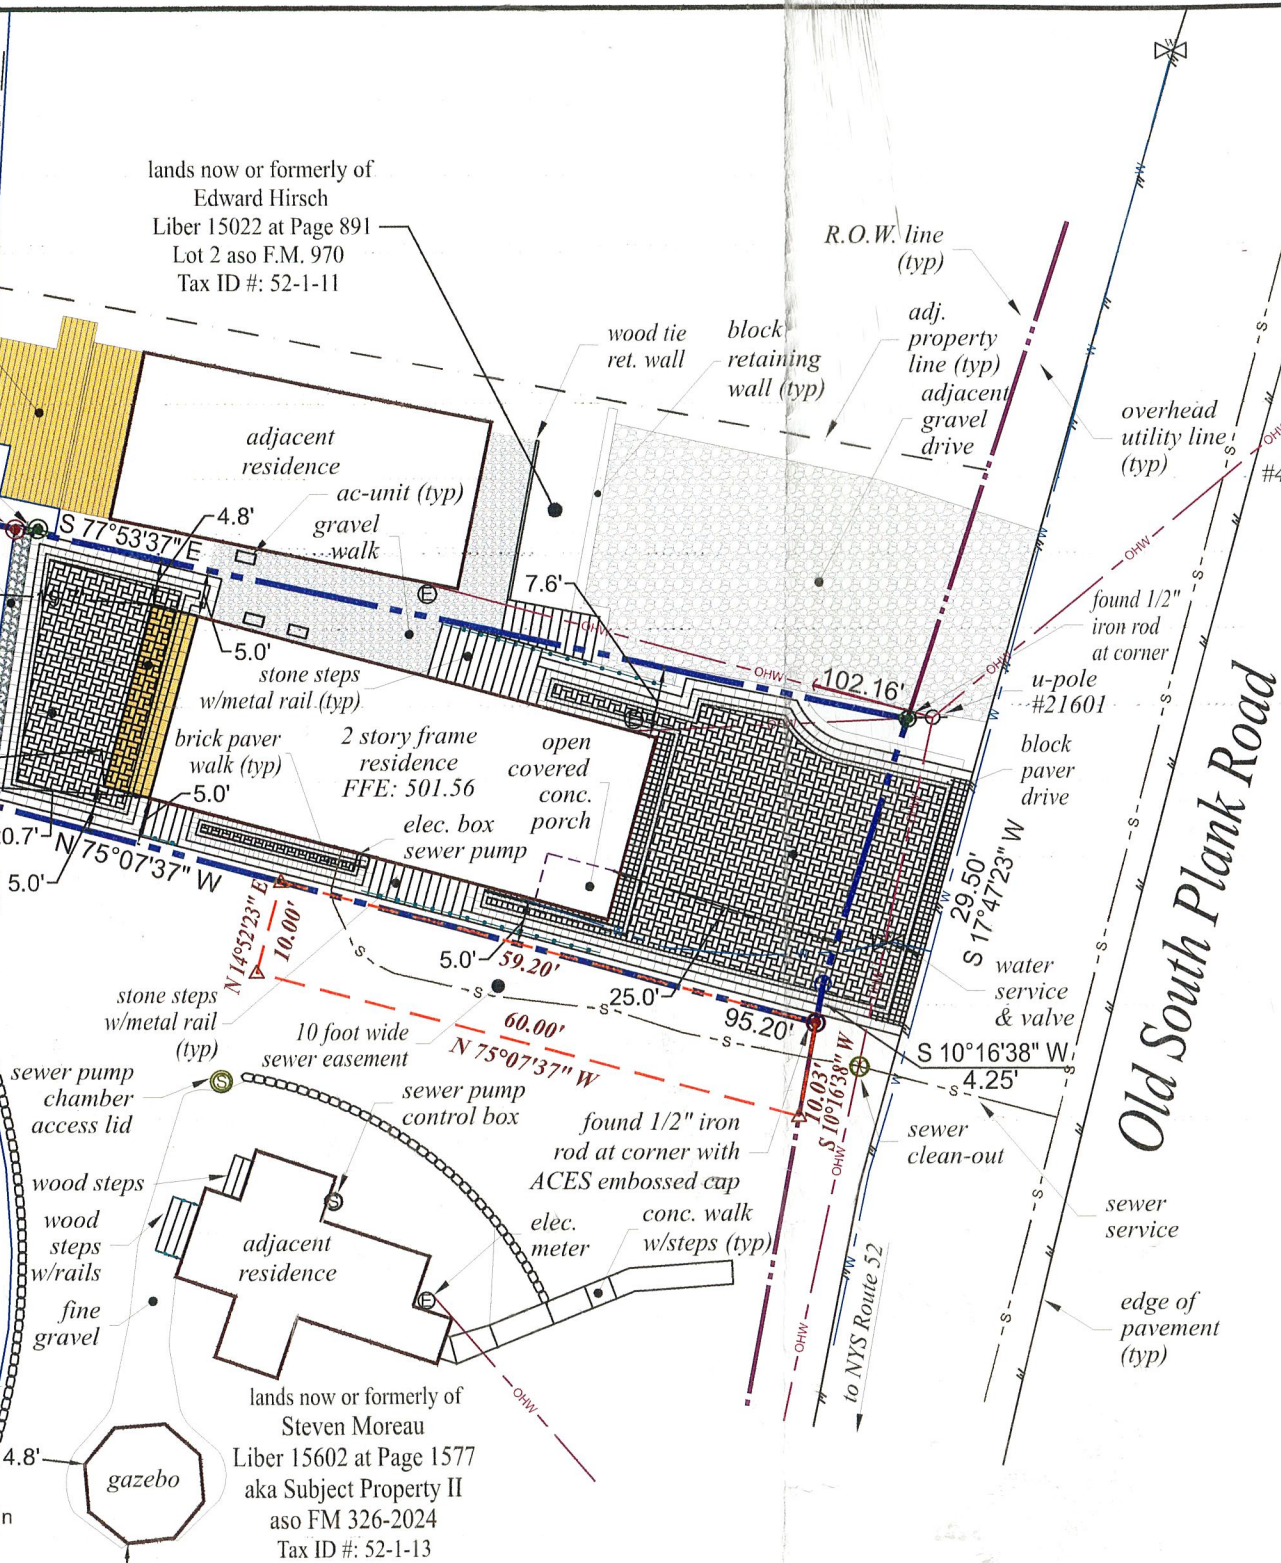 lands now or formerly of
Edward Hirsch
Liber 15022 at Page 891
Lot 2 aso F.M. 970
Tax ID #: 52-1-11
R.O.W. line
(typ)
wood tie
ret. wall
block
retaining
wall (typ)
adj.
property
line (typ)
adjacent
gravel
drive
overhead
utility line
(typ)
OHW
#4
adjacent
residence
ac-unit (typ)
gravel
walk
S 77°53'37" E
4.8'
7.6'
OHW
found 1/2"
iron rod
at corner
5.0'
stone steps
w/metal rail (typ)
OHW
OHW
OHW
OHW
102.16'
u-pole
#21601
brick paver
walk (typ)
2 story frame
residence
FFE: 501.56
open
covered
conc.
porch
block
paver
drive
5.0'
elec. box
sewer pump
0.7'
N 75°07'37" W
5.0'
29.50'
S 17°47'23" W
Old South Plank Road
N 14°52'23" E
10.00'
5.0'
59.20'
25.0'
95.20'
water
service
& valve
stone steps
w/metal rail
(typ)
10 foot wide
sewer easement
60.00'
N 75°07'37" W
S 10°16'38" W
4.25'
10.03'
S 10°16'38" W
sewer pump
chamber
access lid
sewer pump
control box
found 1/2" iron
rod at corner with
ACES embossed cap
sewer
clean-out
wood steps
wood
steps
w/rails
adjacent
residence
elec.
meter
conc. walk
w/steps (typ)
OHW
sewer
service
fine
gravel
to NYS Route 52
OHW
edge of
pavement
(typ)
OHW
lands now or formerly of
Steven Moreau
Liber 15602 at Page 1577
aka Subject Property II
aso FM 326-2024
Tax ID #: 52-1-13
4.8'
gazebo
n